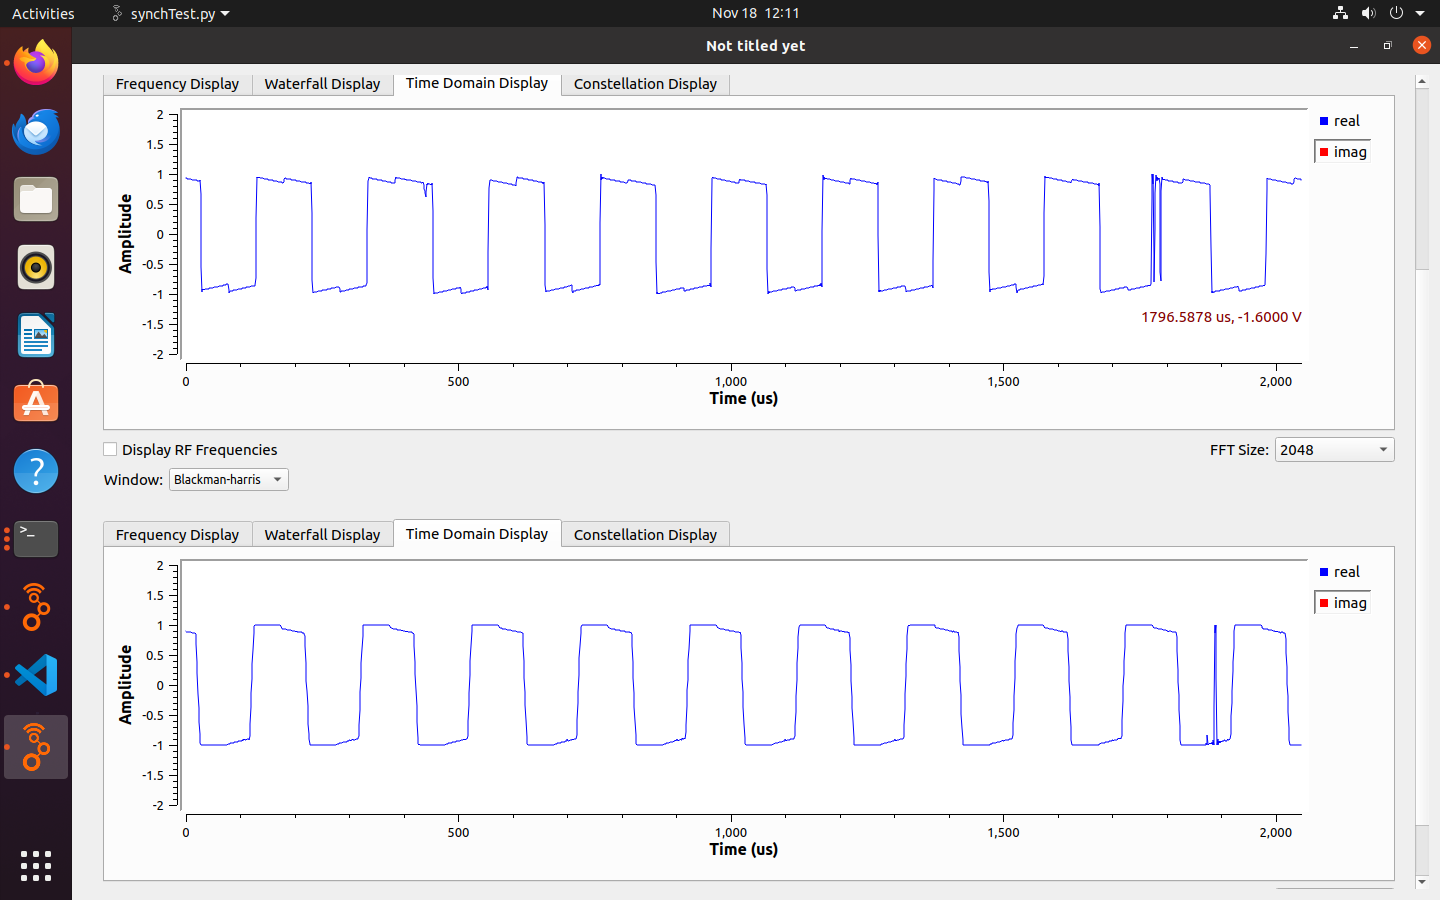 Activities synchTest.py Nov 18 12:11
Not titled yet
Frequency Display Waterfall Display Time Domain Display Constellation Display
2
1.5
1
0.5
0
-0.5
-1
-1.5
-2
Amplitude
real
imag
1796.5878 us, -1.6000 V
0 500 1,000 1,500 2,000
Time (us)
Display RF Frequencies FFT Size: 2048
Window: Blackman-harris
Frequency Display Waterfall Display Time Domain Display Constellation Display
2
1.5
1
0.5
0
-0.5
-1
-1.5
-2
Amplitude
real
imag
0 500 1,000 1,500 2,000
Time (us)